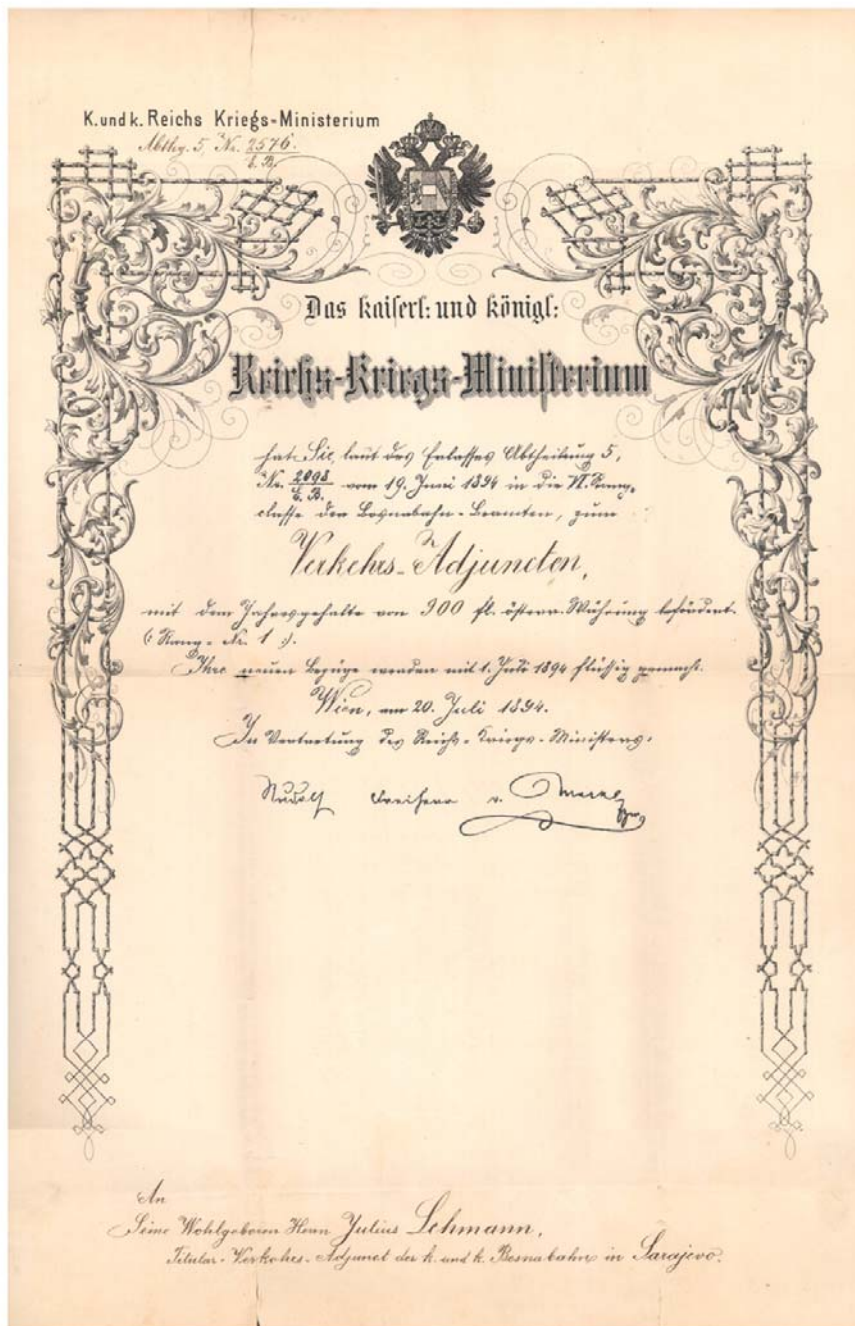 K. und k. Reichs Kriegs-Ministerium
Abthg. 5, No. 2576.
E. B.
Das kaiserl: und königl:
Reichs-Kriegs-Ministerium
hat Sie, laut des Erlasses Abtheilung 5,
No. 2098/E. B. vom 19. Juni 1894 in die VI. Rang-
classe der Bosnabahn-Beamten, zum
Verkehrs-Adjuncten,
mit dem Jahresgehalte von 900 fl. österr. Währung befördert.
(: Rang-Nr. 1 :).
Ihre neuen Bezüge werden mit 1. Juli 1894 flüssig gemacht.
Wien, am 20. Juli 1894.
In Vertretung des Reichs-Kriegs-Ministers:
Rudolf Freiherr v.
An
Seine Wohlgeboren Herrn Julius Lehmann,
Titular-Verkehrs-Adjunct der k. und k. Bosnabahn in Sarajevo.